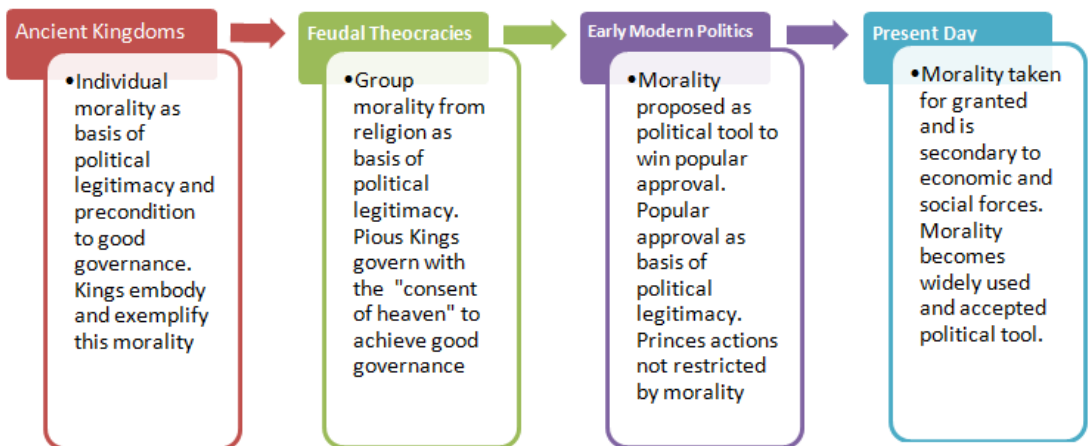 Ancient Kingdoms
•Individual
morality as
basis of
political
legitimacy and
precondition
to good
governance.
Kings embody
and exemplify
this morality
Feudal Theocracies
•Group
morality from
religion as
basis of
political
legitimacy.
Pious Kings
govern with
the "consent
of heaven" to
achieve good
governance
Early Modern Politics
•Morality
proposed as
political tool to
win popular
approval.
Popular
approval as
basis of
political
legitimacy.
Princes actions
not restricted
by morality
Present Day
•Morality taken
for granted
and is
secondary to
economic and
social forces.
Morality
becomes
widely used
and accepted
political tool.